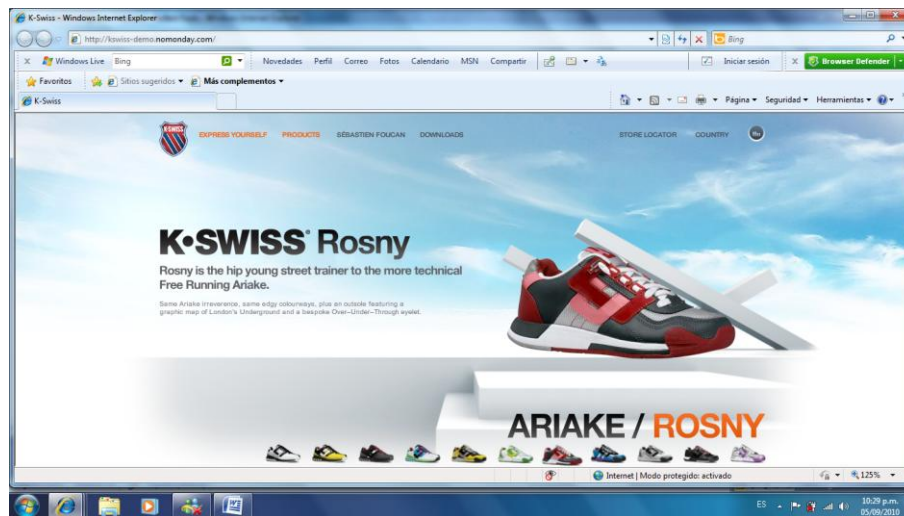 K-Swiss - Windows Internet Explorer
http://kswiss-demo.nomonday.com/
Bing
x Windows Live Bing Novedades Perfil Correo Fotos Calendario MSN Compartir Iniciar sesión x Browser Defender
Favoritos Sitios sugeridos Más complementos
K-Swiss Página Seguridad Herramientas
K•SWISS EXPRESS YOURSELF PRODUCTS SÉBASTIEN FOUCAN DOWNLOADS STORE LOCATOR COUNTRY
K•SWISS® Rosny
Rosny is the hip young street trainer to the more technical
Free Running Ariake.
Same Ariake irreverance, same edgy colourways, plus an outsole featuring a
graphic map of London's Underground and a bespoke Over-Under-Through eyelet.
ARIAKE / ROSNY
Internet | Modo protegido: activado 125%
ES 10:29 p.m.
05/09/2010